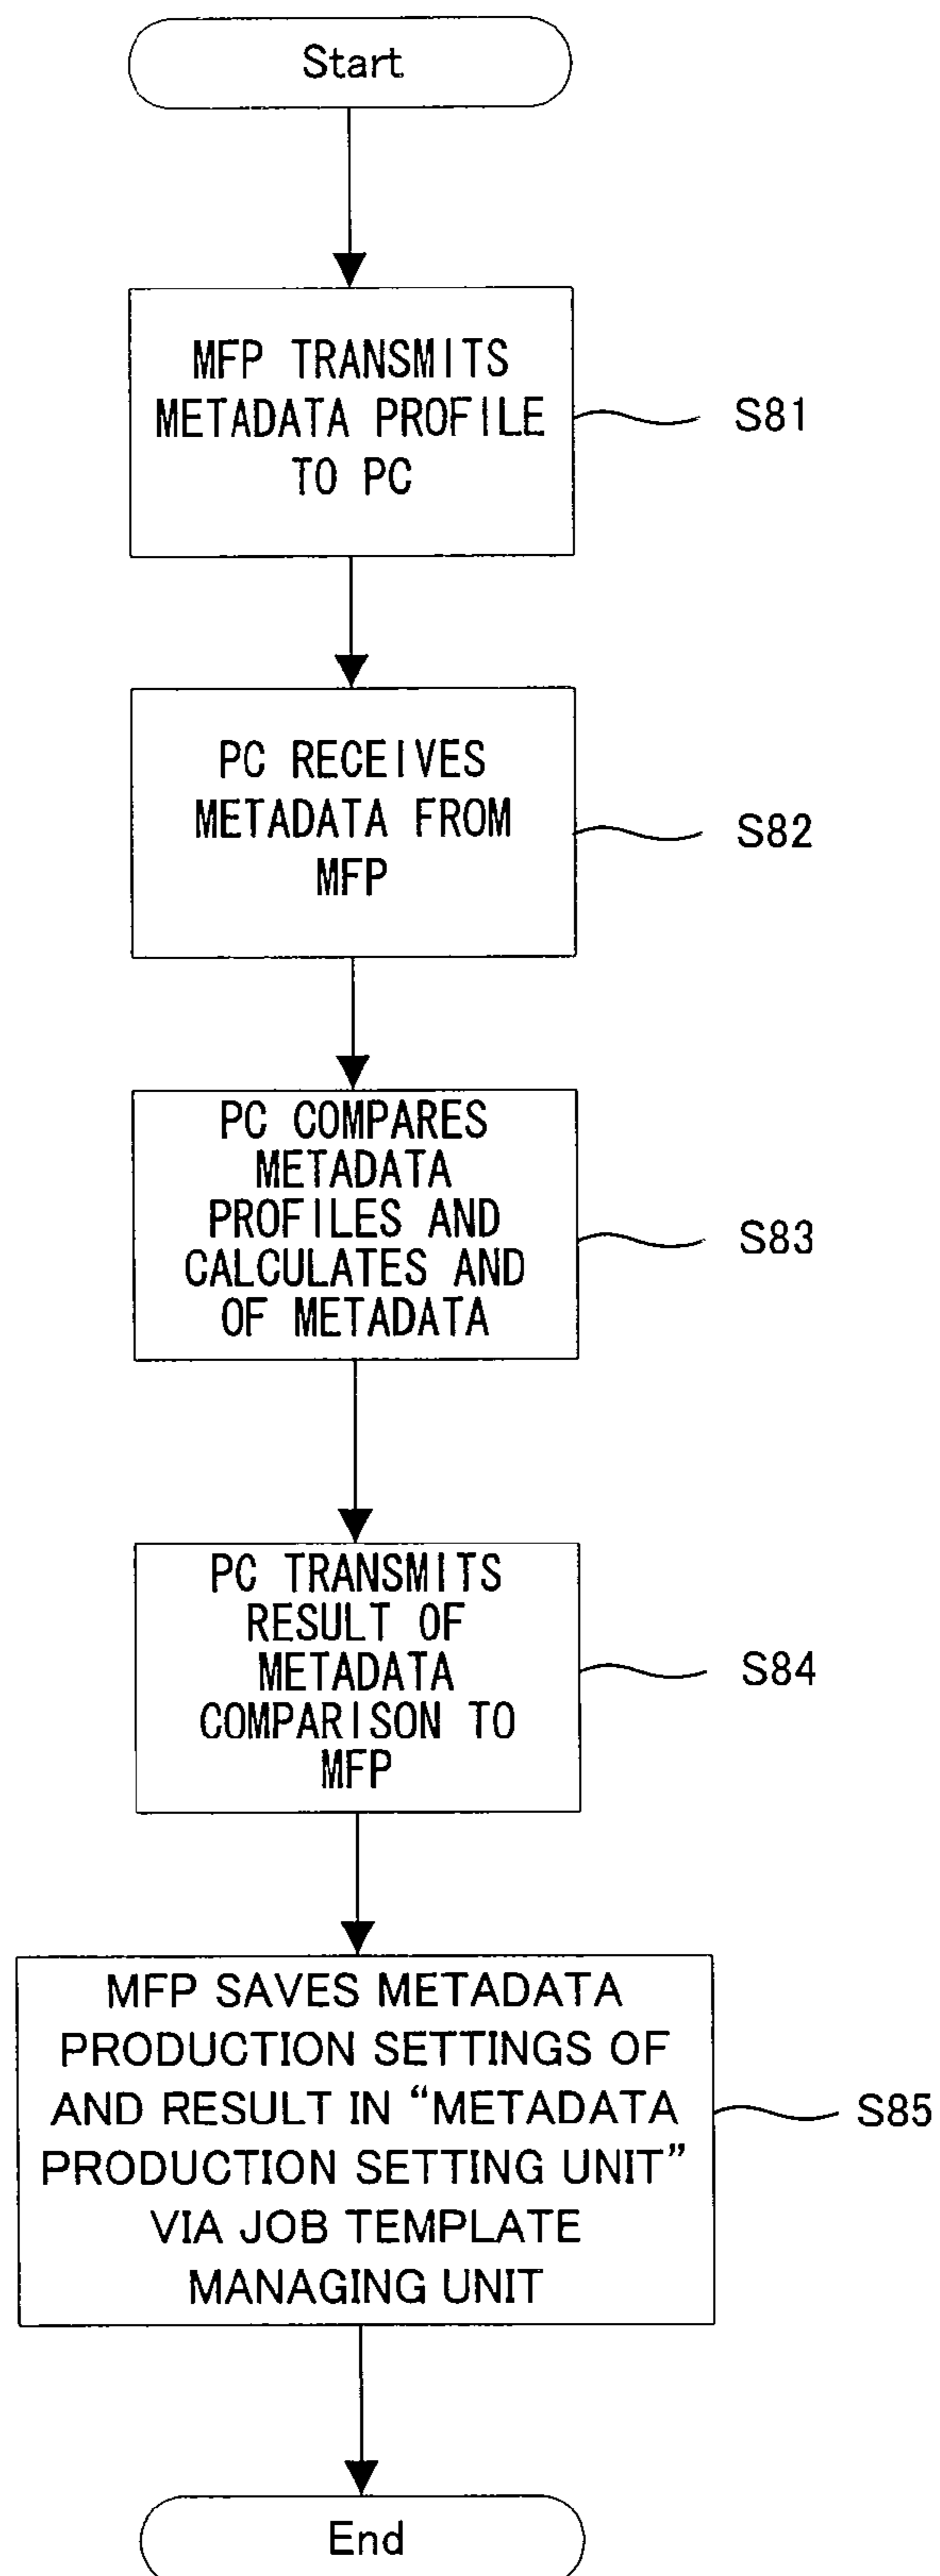 Start
MFP TRANSMITS
METADATA PROFILE
TO PC
S81
PC RECEIVES
METADATA FROM
MFP
S82
PC COMPARES
METADATA
PROFILES AND
CALCULATES AND
OF METADATA
S83
PC TRANSMITS
RESULT OF
METADATA
COMPARISON TO
MFP
S84
MFP SAVES METADATA
PRODUCTION SETTINGS OF
AND RESULT IN “METADATA
PRODUCTION SETTING UNIT”
VIA JOB TEMPLATE
MANAGING UNIT
S85
End